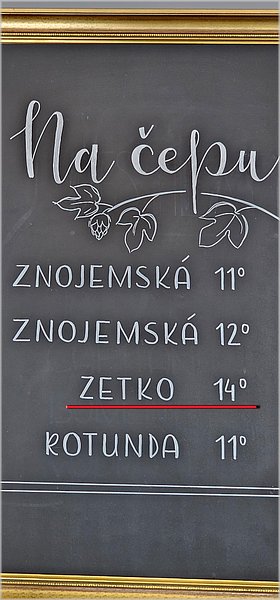 Na čepu
ZNOJEMSKÁ 11°
ZNOJEMSKÁ 12°
ZETKO 14°
ROTUNDA 11°